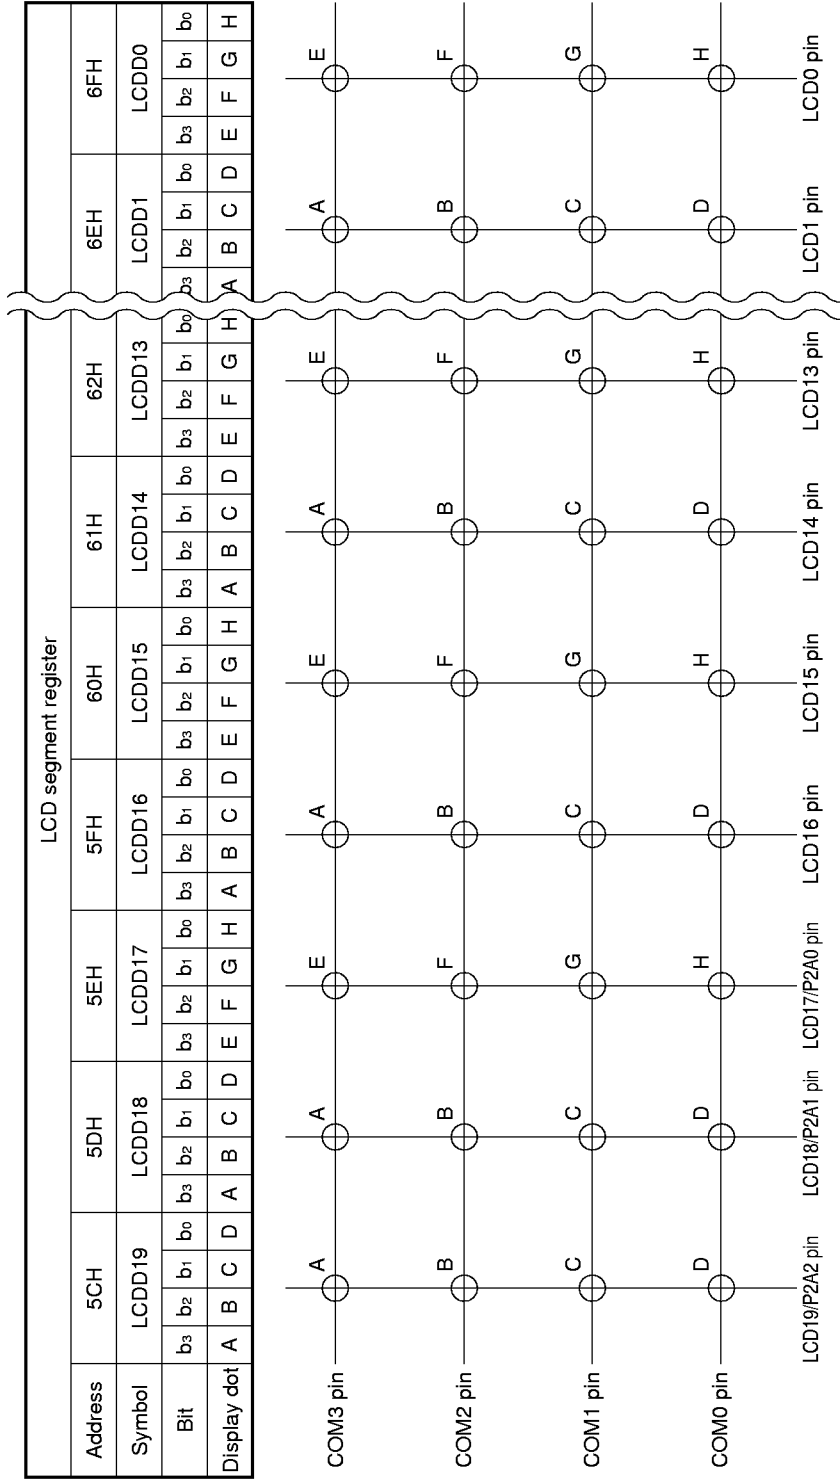 LCD segment register
Address 5CH 5DH 5EH 5FH 60H 61H 62H 6EH 6FH
Symbol LCDD19 LCDD18 LCDD17 LCDD16 LCDD15 LCDD14 LCDD13 LCDD1 LCDD0
Bit b3 b2 b1 b0 b3 b2 b1 b0 b3 b2 b1 b0 b3 b2 b1 b0 b3 b2 b1 b0 b3 b2 b1 b0 b3 b2 b1 b0 b3 b2 b1 b0 b3 b2 b1 b0
Display dot A B C D A B C D E F G H A B C D E F G H A B C D E F G H A B C D E F G H
A A E A E A E A E
COM3 pin
B B F B F B F B F
COM2 pin
C C G C G C G C G
COM1 pin
D D H D H D H D H
COM0 pin
LCD19/P2A2 pin LCD18/P2A1 pin LCD17/P2A0 pin LCD16 pin LCD15 pin LCD14 pin LCD13 pin LCD1 pin LCD0 pin